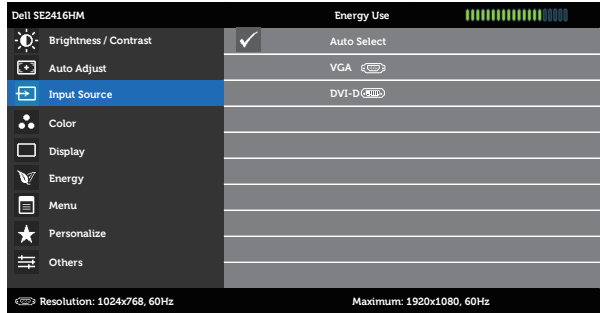 Dell SE2416HM Energy Use
Brightness / Contrast Auto Select
Auto Adjust VGA
Input Source DVI-D
Color
Display
Energy
Menu
Personalize
Others
Resolution: 1024x768, 60Hz Maximum: 1920x1080, 60Hz